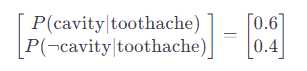 P(cavity|toothache) = 0.6
P(¬cavity|toothache) 0.4